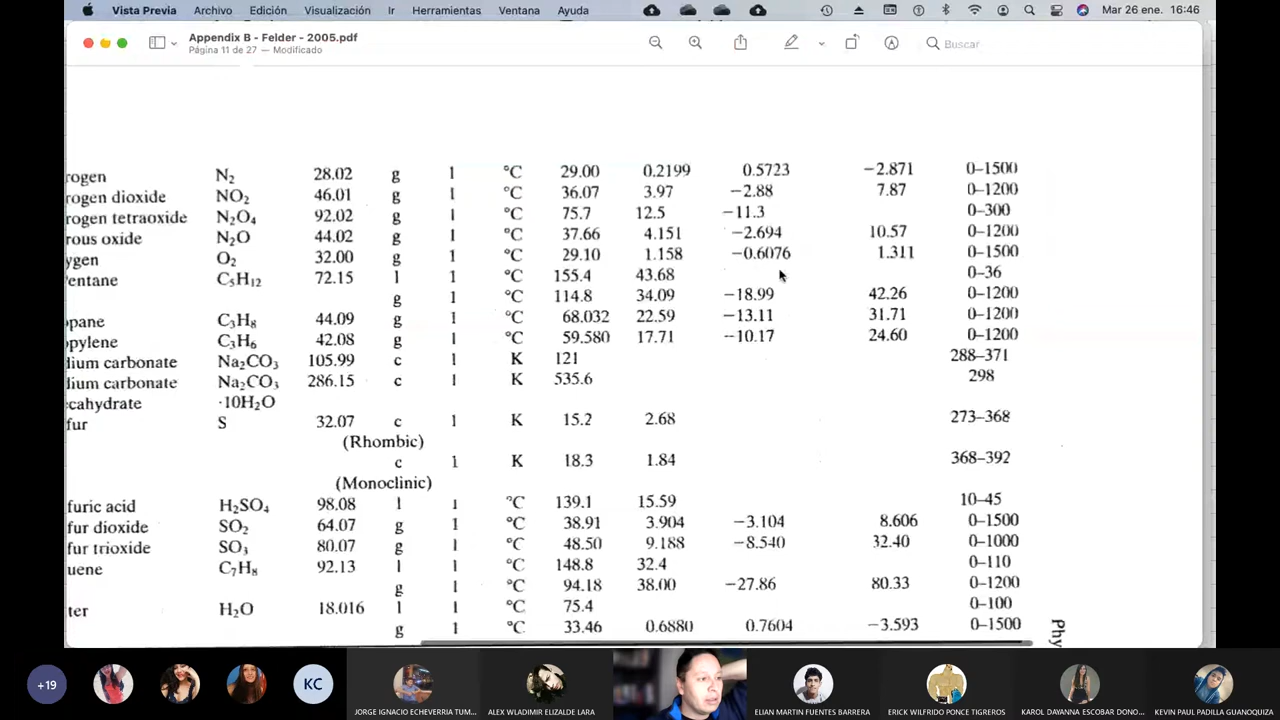 Vista Previa Archivo Edición Visualización Ir Herramientas Ventana Ayuda Mar 26 ene. 16:46
Appendix B - Felder - 2005.pdf
Página 11 de 27 — Modificado
Buscar
rogen N₂ 28.02 g 1 °C 29.00 0.2199 0.5723 −2.871 0–1500
rogen dioxide NO₂ 46.01 g 1 °C 36.07 3.97 −2.88 7.87 0–1200
rogen tetraoxide N₂O₄ 92.02 g 1 °C 75.7 12.5 −11.3 0–300
rous oxide N₂O 44.02 g 1 °C 37.66 4.151 −2.694 10.57 0–1200
ygen O₂ 32.00 g 1 °C 29.10 1.158 −0.6076 1.311 0–1500
entane C₅H₁₂ 72.15 l 1 °C 155.4 43.68 0–36
g 1 °C 114.8 34.09 −18.99 42.26 0–1200
opane C₃H₈ 44.09 g 1 °C 68.032 22.59 −13.11 31.71 0–1200
opylene C₃H₆ 42.08 g 1 °C 59.580 17.71 −10.17 24.60 0–1200
dium carbonate Na₂CO₃ 105.99 c 1 K 121 288–371
dium carbonate Na₂CO₃ 286.15 c 1 K 535.6 298
cahydrate ·10H₂O
fur S 32.07 c 1 K 15.2 2.68 273–368
(Rhombic)
c 1 K 18.3 1.84 368–392
(Monoclinic)
furic acid H₂SO₄ 98.08 l 1 °C 139.1 15.59 10–45
fur dioxide SO₂ 64.07 g 1 °C 38.91 3.904 −3.104 8.606 0–1500
fur trioxide SO₃ 80.07 g 1 °C 48.50 9.188 −8.540 32.40 0–1000
uene C₇H₈ 92.13 l 1 °C 148.8 32.4 0–110
g 1 °C 94.18 38.00 −27.86 80.33 0–1200
ter H₂O 18.016 l 1 °C 75.4 0–100
g 1 °C 33.46 0.6880 0.7604 −3.593 0–1500
Phy
+19 KC
JORGE IGNACIO ECHEVERRIA TUM... ALEX WLADIMIR ELIZALDE LARA ELIAN MARTIN FUENTES BARRERA ERICK WILFRIDO PONCE TIGREROS KAROL DAYANNA ESCOBAR DONO... KEVIN PAUL PADILLA GUANOQUIZA